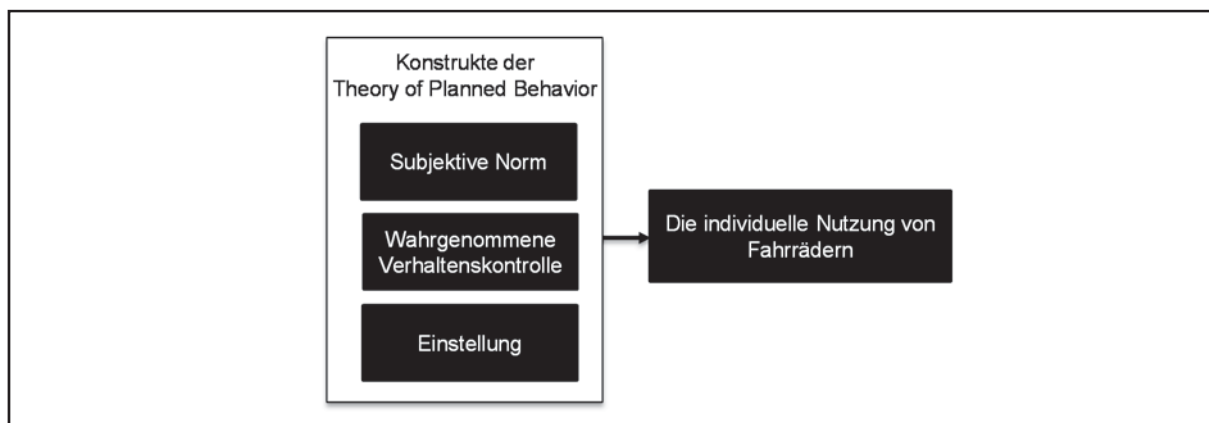 Konstrukte der
Theory of Planned Behavior
Subjektive Norm
Wahrgenommene
Verhaltenskontrolle
Einstellung
Die individuelle Nutzung von
Fahrrädern